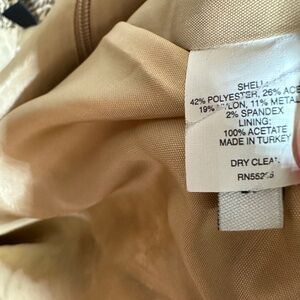 SHELL:
42% POLYESTER, 26% ACE
19% NYLON, 11% METAL
2% SPANDEX
LINING:
100% ACETATE
MADE IN TURKEY
DRY CLEAN